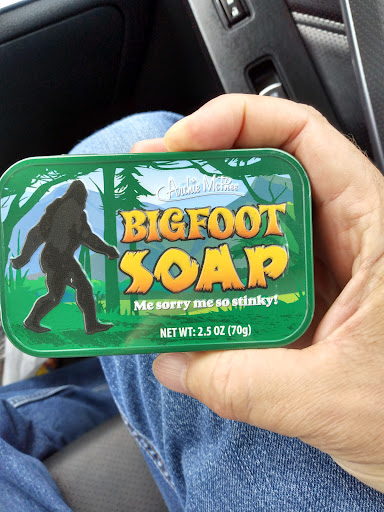 Archie McPhee
BIGFOOT
SOAP
Me sorry me so stinky!
NET WT: 2.5 OZ (70g)